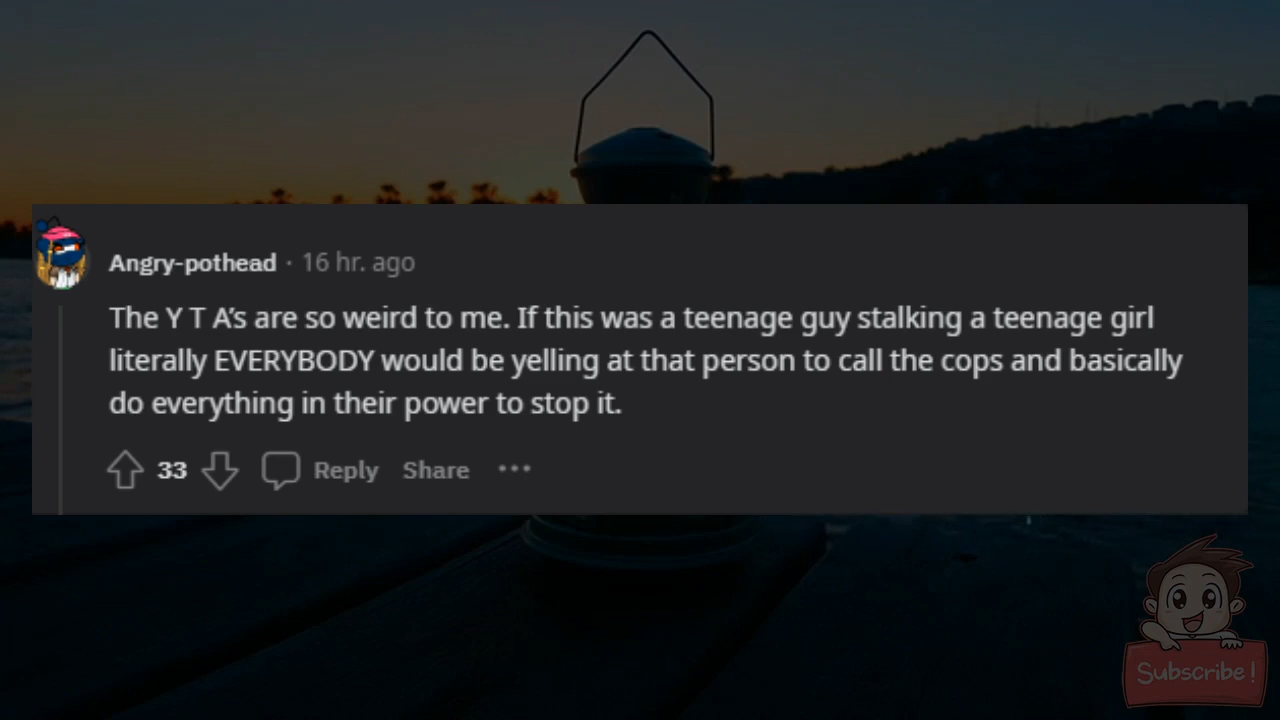 Angry-pothead · 16 hr. ago
The Y T A's are so weird to me. If this was a teenage guy stalking a teenage girl
literally EVERYBODY would be yelling at that person to call the cops and basically
do everything in their power to stop it.
33 Reply Share ...
Subscribe!